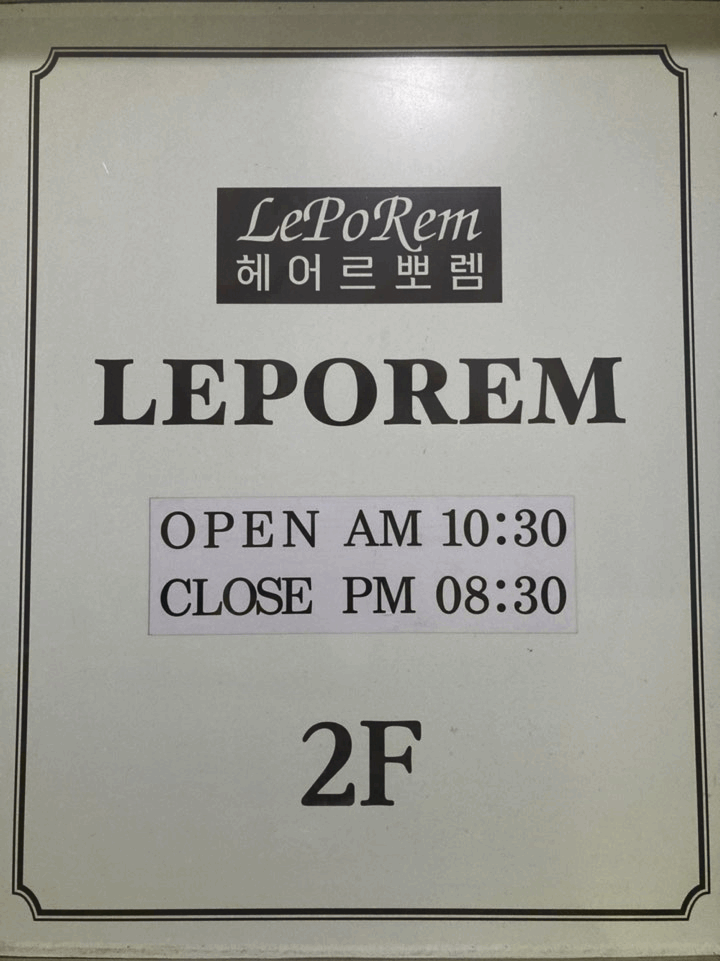 LePoRem
헤어르뽀렘
LEPOREM
OPEN AM 10:30
CLOSE PM 08:30
2F